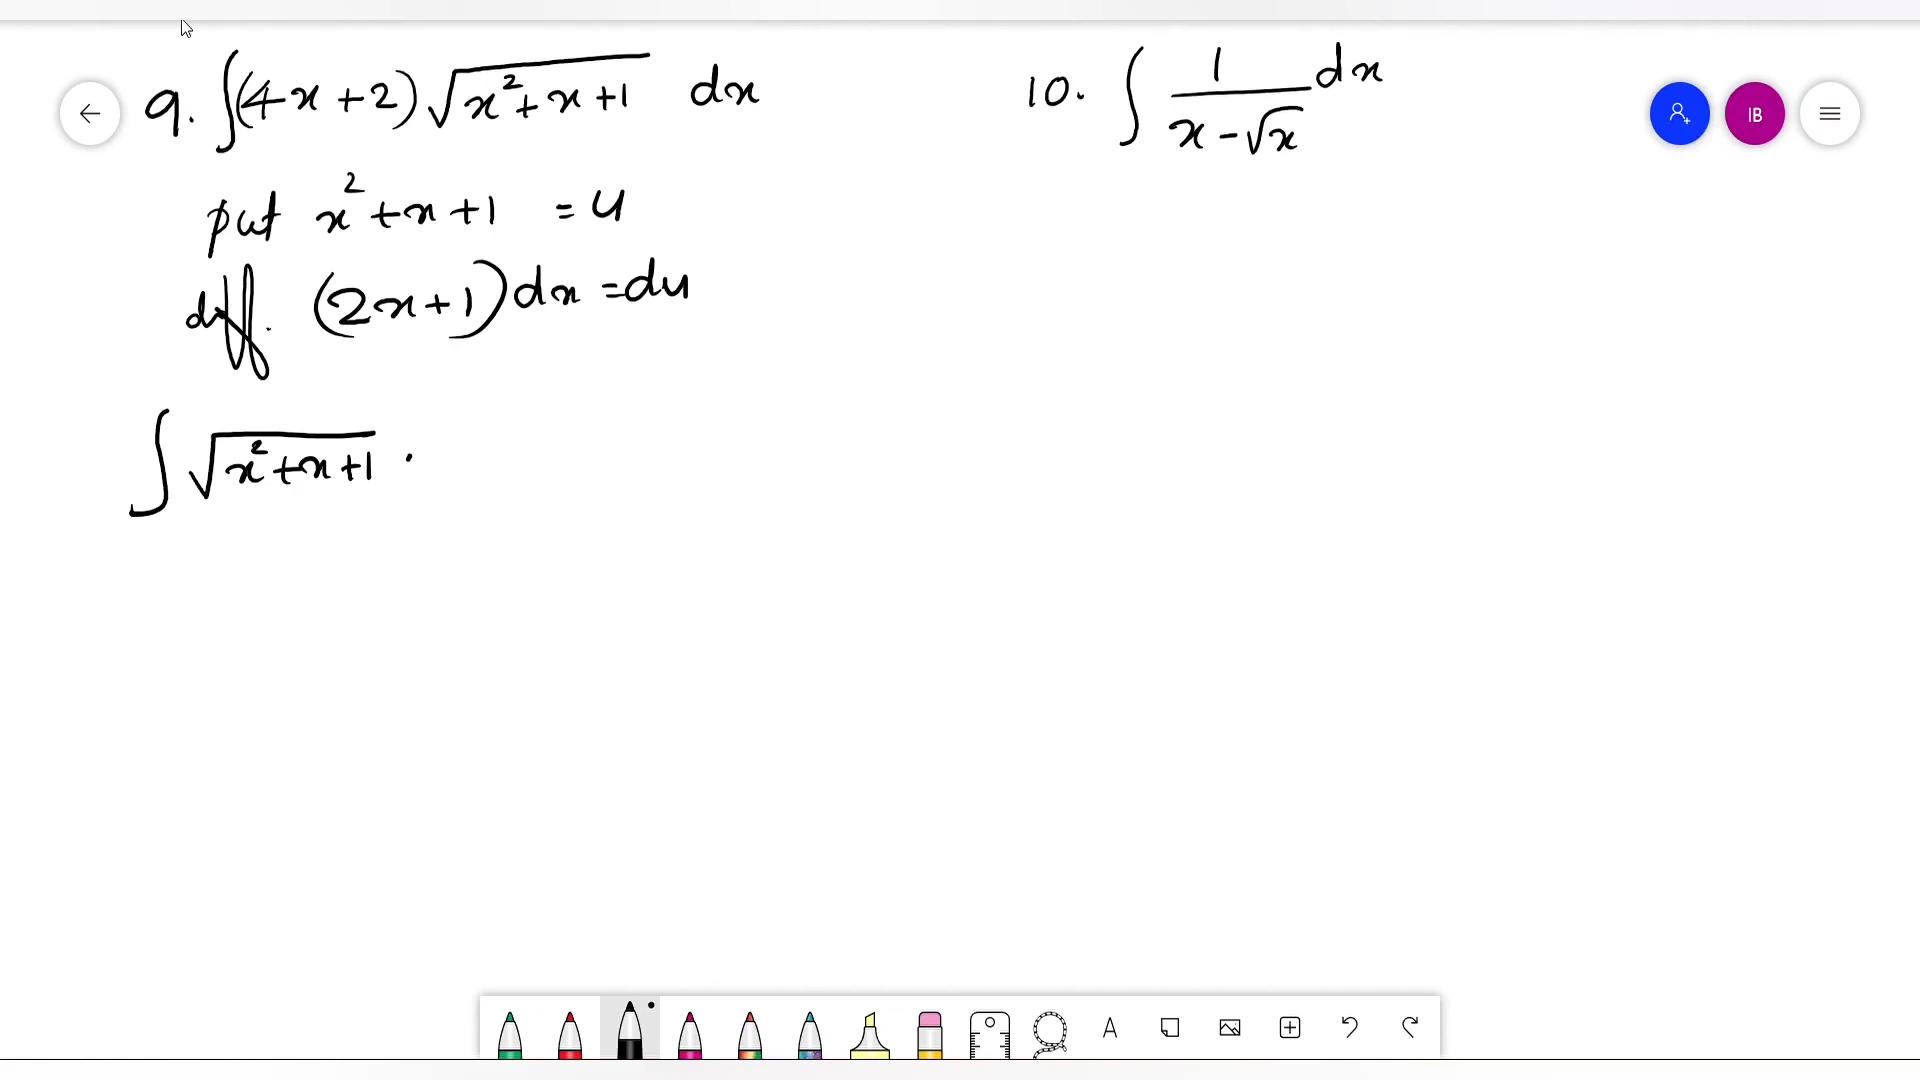 9. ∫(4x+2)√(x²+x+1) dx
put x²+x+1 = u
diff. (2x+1)dx = du
∫√(x²+x+1) .
10. ∫ 1/(x-√x) dx
IB
A